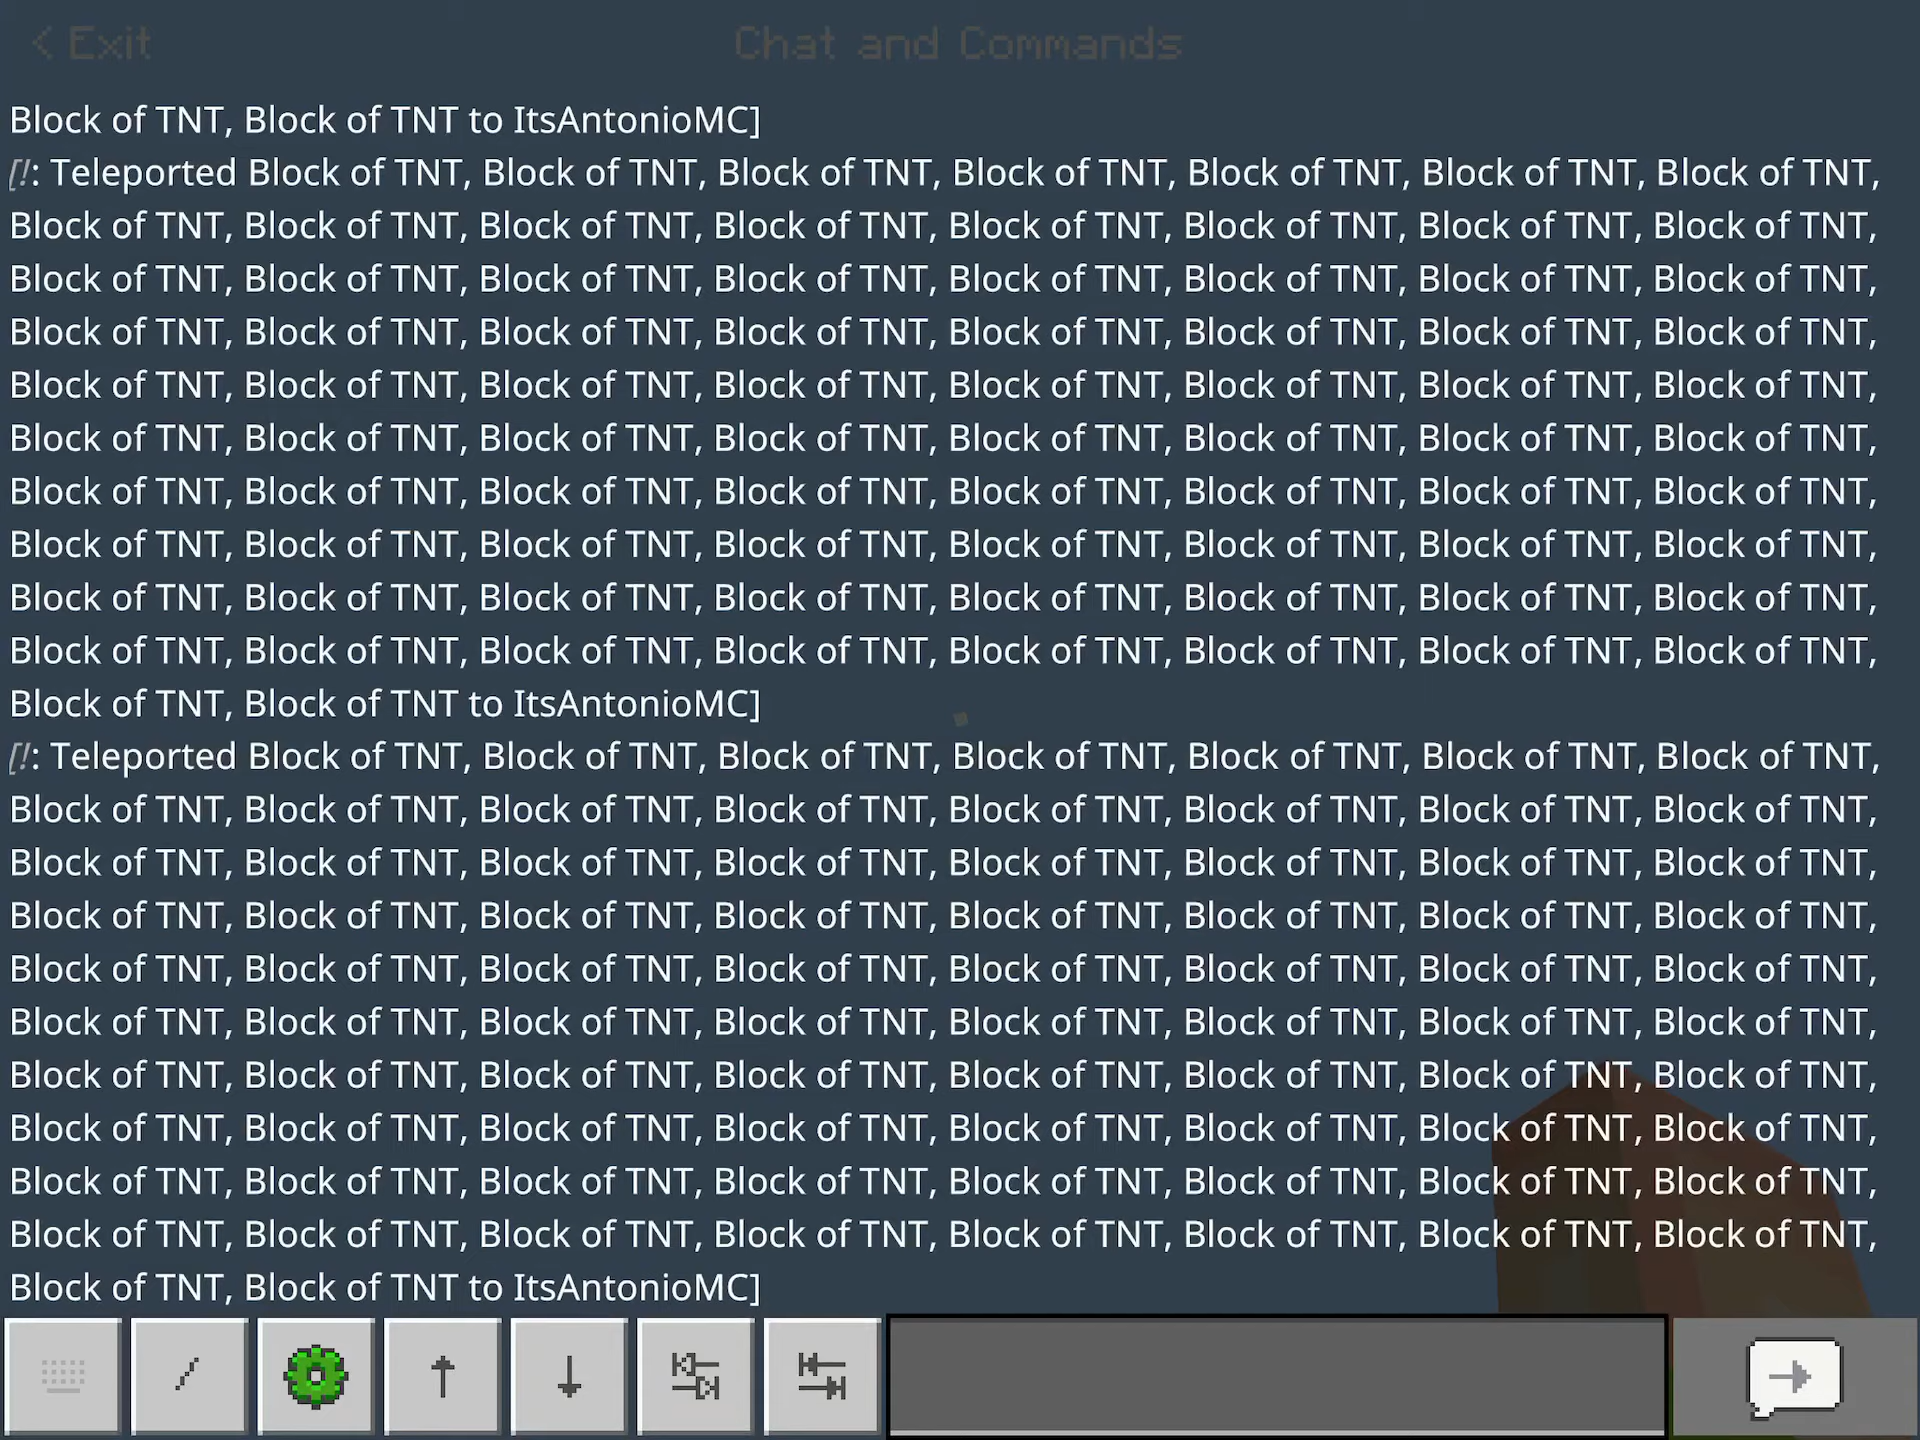 < Exit
Chat and Commands
Block of TNT, Block of TNT to ItsAntonioMC]
[!: Teleported Block of TNT, Block of TNT, Block of TNT, Block of TNT, Block of TNT, Block of TNT, Block of TNT,
Block of TNT, Block of TNT, Block of TNT, Block of TNT, Block of TNT, Block of TNT, Block of TNT, Block of TNT,
Block of TNT, Block of TNT, Block of TNT, Block of TNT, Block of TNT, Block of TNT, Block of TNT, Block of TNT,
Block of TNT, Block of TNT, Block of TNT, Block of TNT, Block of TNT, Block of TNT, Block of TNT, Block of TNT,
Block of TNT, Block of TNT, Block of TNT, Block of TNT, Block of TNT, Block of TNT, Block of TNT, Block of TNT,
Block of TNT, Block of TNT, Block of TNT, Block of TNT, Block of TNT, Block of TNT, Block of TNT, Block of TNT,
Block of TNT, Block of TNT, Block of TNT, Block of TNT, Block of TNT, Block of TNT, Block of TNT, Block of TNT,
Block of TNT, Block of TNT, Block of TNT, Block of TNT, Block of TNT, Block of TNT, Block of TNT, Block of TNT,
Block of TNT, Block of TNT, Block of TNT, Block of TNT, Block of TNT, Block of TNT, Block of TNT, Block of TNT,
Block of TNT, Block of TNT, Block of TNT, Block of TNT, Block of TNT, Block of TNT, Block of TNT, Block of TNT,
Block of TNT, Block of TNT to ItsAntonioMC]
[!: Teleported Block of TNT, Block of TNT, Block of TNT, Block of TNT, Block of TNT, Block of TNT, Block of TNT,
Block of TNT, Block of TNT, Block of TNT, Block of TNT, Block of TNT, Block of TNT, Block of TNT, Block of TNT,
Block of TNT, Block of TNT, Block of TNT, Block of TNT, Block of TNT, Block of TNT, Block of TNT, Block of TNT,
Block of TNT, Block of TNT, Block of TNT, Block of TNT, Block of TNT, Block of TNT, Block of TNT, Block of TNT,
Block of TNT, Block of TNT, Block of TNT, Block of TNT, Block of TNT, Block of TNT, Block of TNT, Block of TNT,
Block of TNT, Block of TNT, Block of TNT, Block of TNT, Block of TNT, Block of TNT, Block of TNT, Block of TNT,
Block of TNT, Block of TNT, Block of TNT, Block of TNT, Block of TNT, Block of TNT, Block of TNT, Block of TNT,
Block of TNT, Block of TNT, Block of TNT, Block of TNT, Block of TNT, Block of TNT, Block of TNT, Block of TNT,
Block of TNT, Block of TNT, Block of TNT, Block of TNT, Block of TNT, Block of TNT, Block of TNT, Block of TNT,
Block of TNT, Block of TNT, Block of TNT, Block of TNT, Block of TNT, Block of TNT, Block of TNT, Block of TNT,
Block of TNT, Block of TNT to ItsAntonioMC]
/